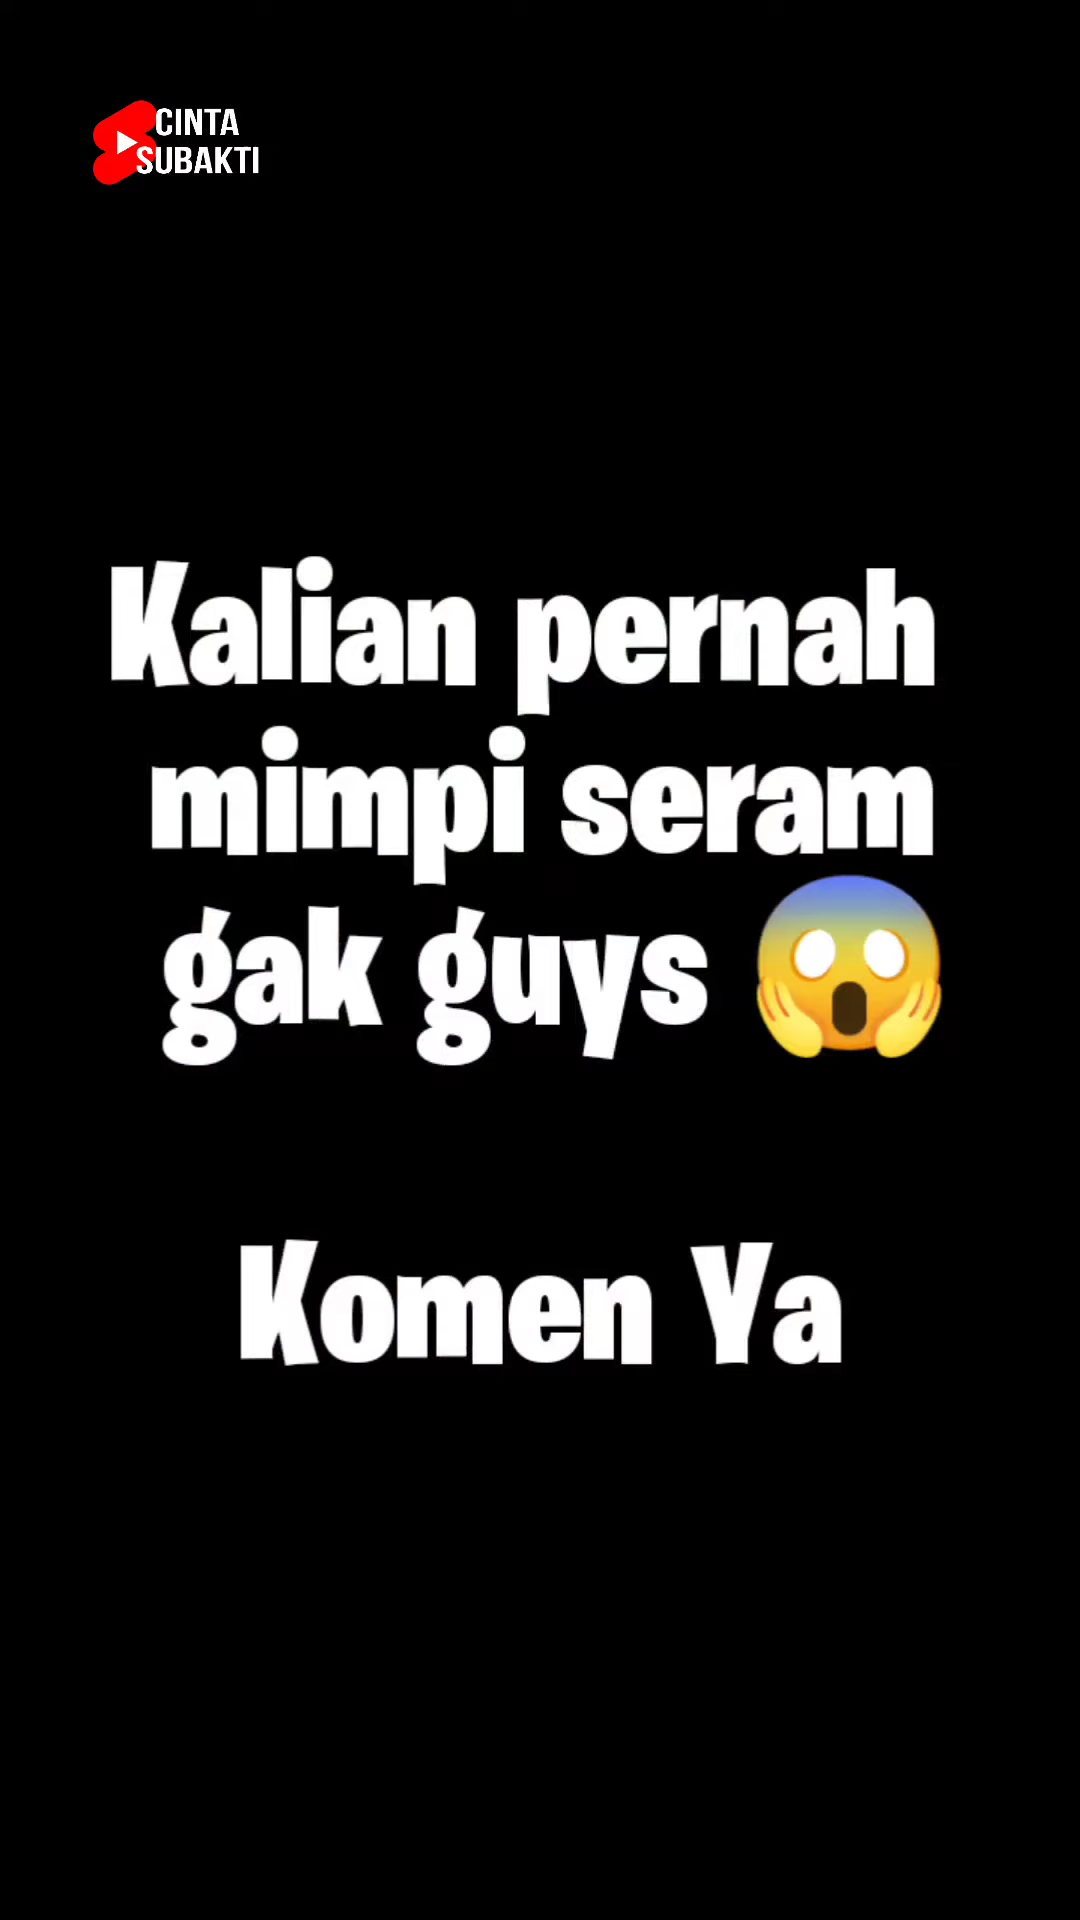 CINTA
SUBAKTI
Kalian pernah
mimpi seram
gak guys 😱
Komen Ya